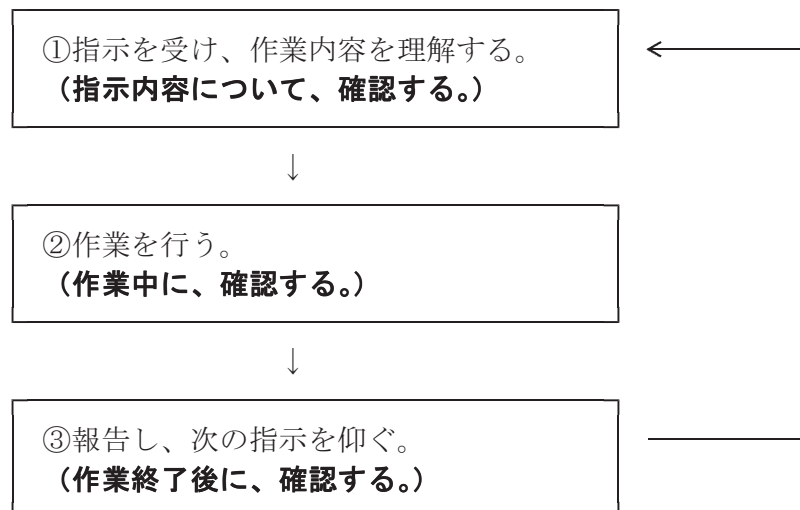 ①指示を受け、作業内容を理解する。
（指示内容について、確認する。）
↓
②作業を行う。
（作業中に、確認する。）
↓
③報告し、次の指示を仰ぐ。
（作業終了後に、確認する。）